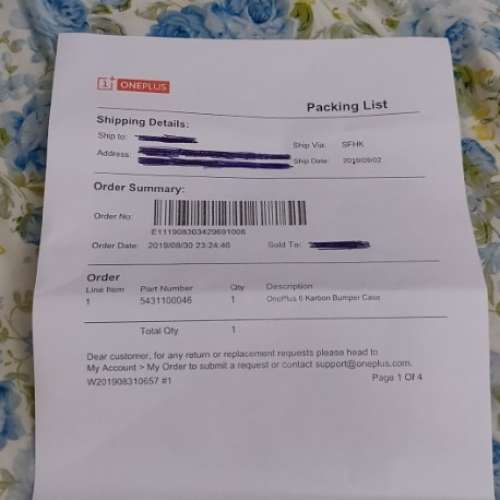 1+ ONEPLUS
Packing List
Shipping Details:
Ship to:
Ship Via: SFHK
Address:
Ship Date: 2019/09/02
Order Summary:
Order No:
E111908303429691006
Order Date: 2019/08/30 23:24:46 Sold To:
Order
Line Item Part Number Qty Description
1 5431100046 1 OnePlus 6 Karbon Bumper Case
Total Qty 1
Dear customer, for any return or replacement requests please head to
My Account > My Order to submit a request or contact support@oneplus.com.
W201908310657 #1 Page 1 Of 4